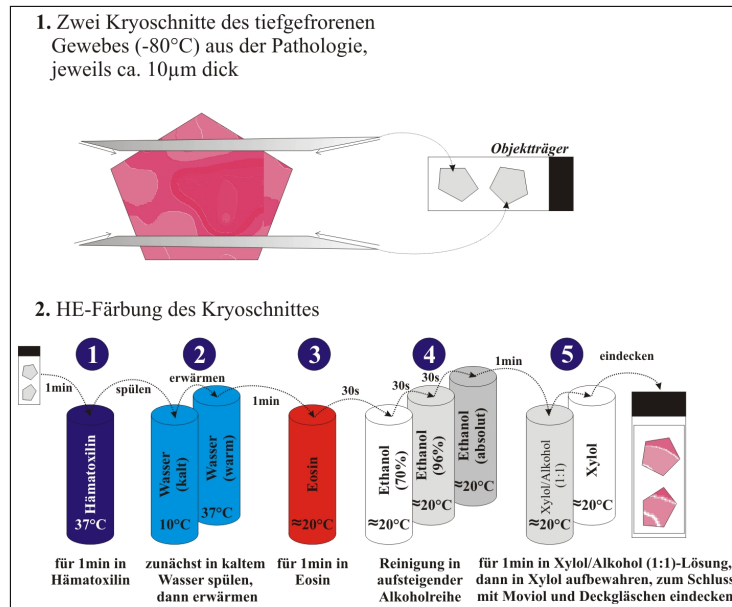 1. Zwei Kryoschnitte des tiefgefrorenen
Gewebes (-80°C) aus der Pathologie,
jeweils ca. 10µm dick
Objektträger
2. HE-Färbung des Kryoschnittes
1
2
3
4
5
1min
spülen
erwärmen
1min
30s
30s
30s
1min
eindecken
Hämatoxilin
37°C
Wasser
(kalt)
10°C
Wasser
(warm)
37°C
Eosin
≈20°C
Ethanol
(70%)
≈20°C
Ethanol
(96%)
≈20°C
Ethanol
(absolut)
≈20°C
Xylol/Alkohol
(1:1)
≈20°C
Xylol
≈20°C
für 1min in
Hämatoxilin
zunächst in kaltem
Wasser spülen,
dann erwärmen
für 1min in
Eosin
Reinigung in
aufsteigender
Alkoholreihe
für 1min in Xylol/Alkohol (1:1)-Lösung,
dann in Xylol aufbewahren, zum Schluss
mit Moviol und Deckgläschen eindecken